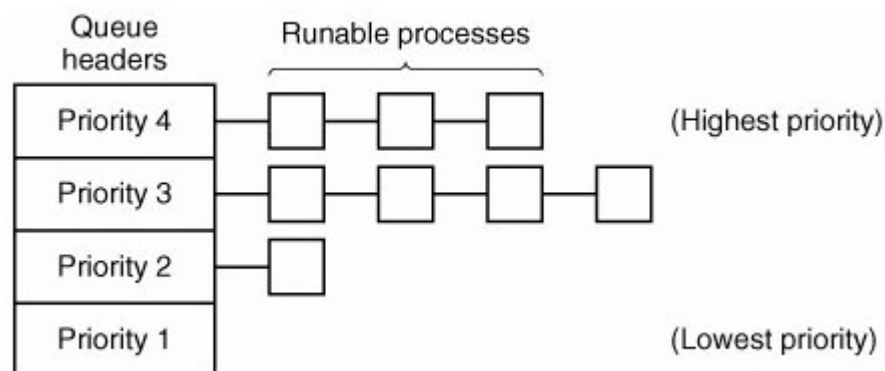 Queue
headers
Runable processes
Priority 4
(Highest priority)
Priority 3
Priority 2
Priority 1
(Lowest priority)